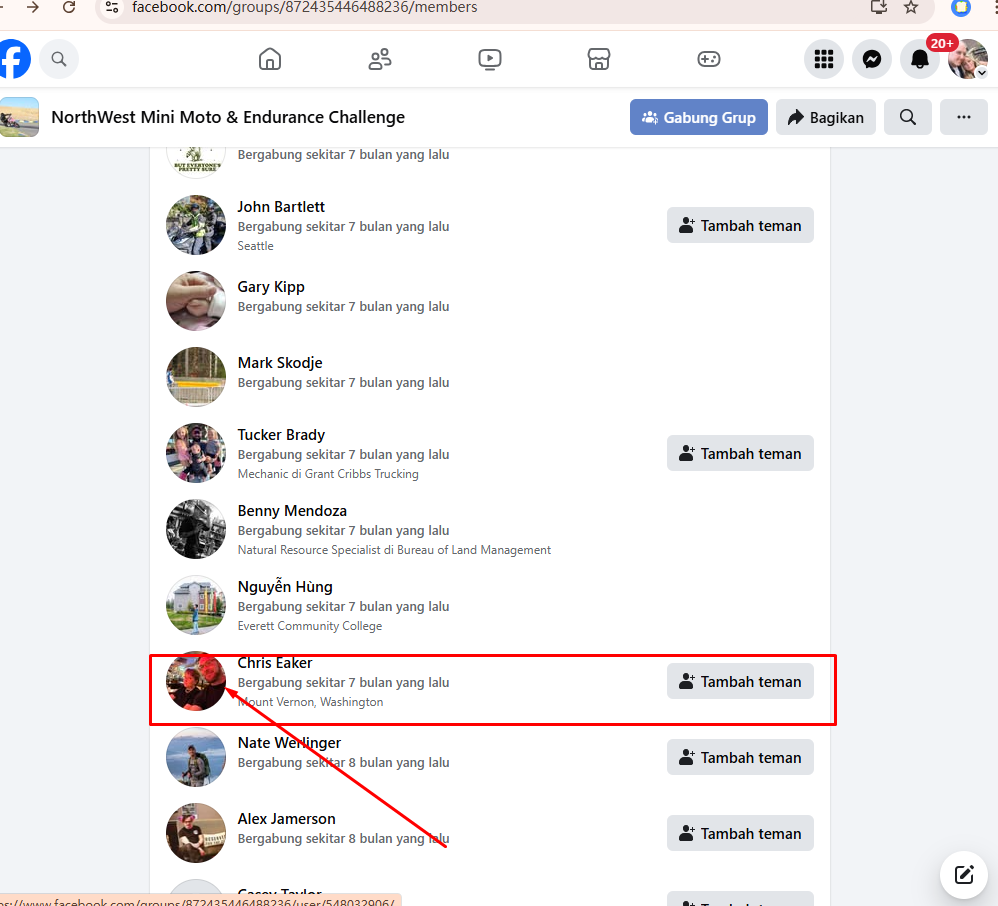 facebook.com/groups/872435446488236/members
20+
NorthWest Mini Moto & Endurance Challenge
Gabung Grup
Bagikan
BUT EVERYONE'S
PRETTY SURE
Bergabung sekitar 7 bulan yang lalu
John Bartlett
Bergabung sekitar 7 bulan yang lalu
Seattle
Tambah teman
Gary Kipp
Bergabung sekitar 7 bulan yang lalu
Mark Skodje
Bergabung sekitar 7 bulan yang lalu
Tucker Brady
Bergabung sekitar 7 bulan yang lalu
Mechanic di Grant Cribbs Trucking
Tambah teman
Benny Mendoza
Bergabung sekitar 7 bulan yang lalu
Natural Resource Specialist di Bureau of Land Management
Nguyễn Hùng
Bergabung sekitar 7 bulan yang lalu
Everett Community College
Chris Eaker
Bergabung sekitar 7 bulan yang lalu
Mount Vernon, Washington
Tambah teman
Nate Werlinger
Bergabung sekitar 8 bulan yang lalu
Tambah teman
Alex Jamerson
Bergabung sekitar 8 bulan yang lalu
Tambah teman
Casey Taylor
Tambah teman
ps://www.facebook.com/groups/872435446488236/user/548032906/